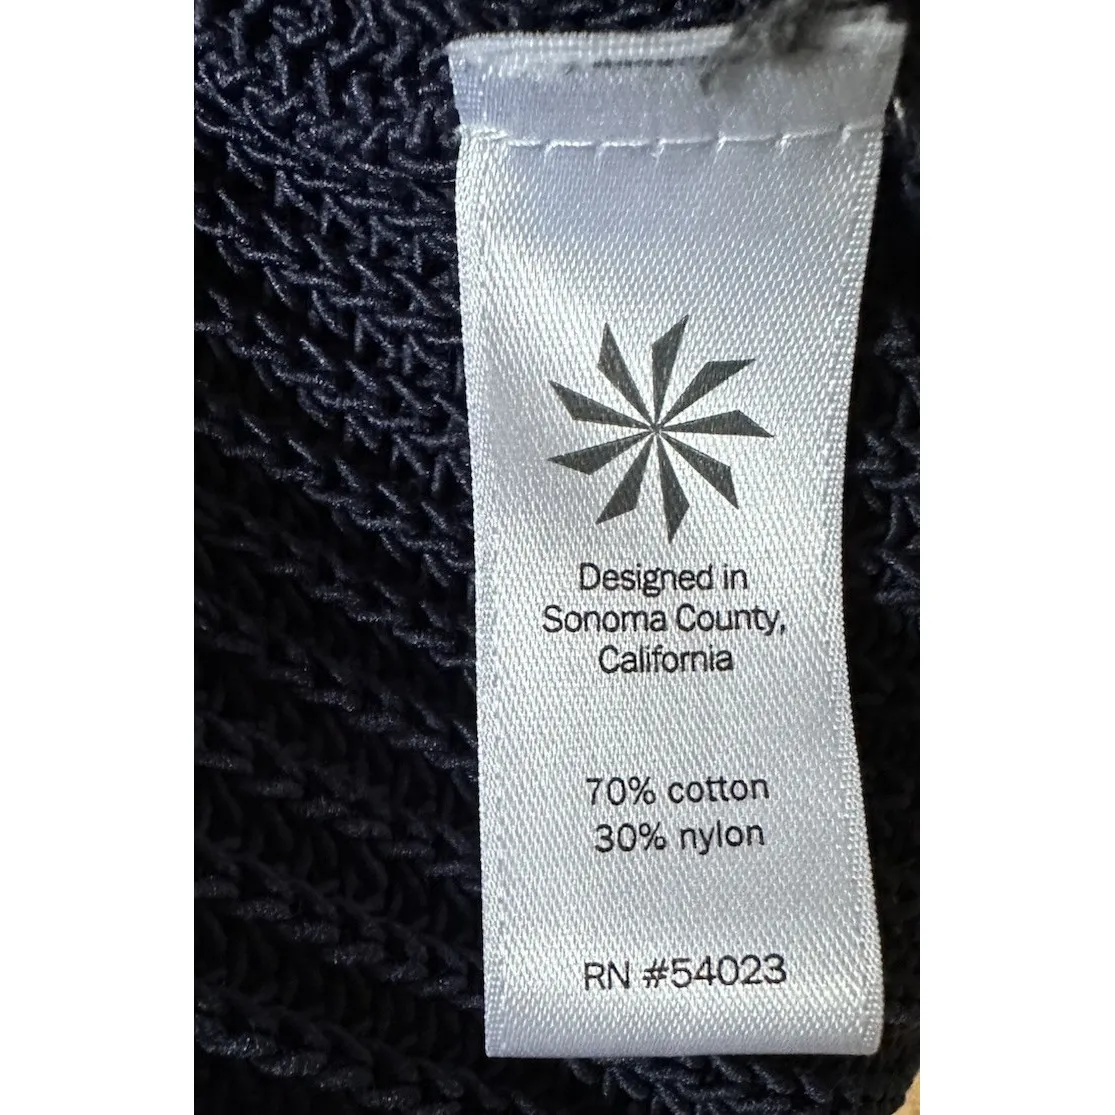 Designed in
Sonoma County,
California
70% cotton
30% nylon
RN #54023